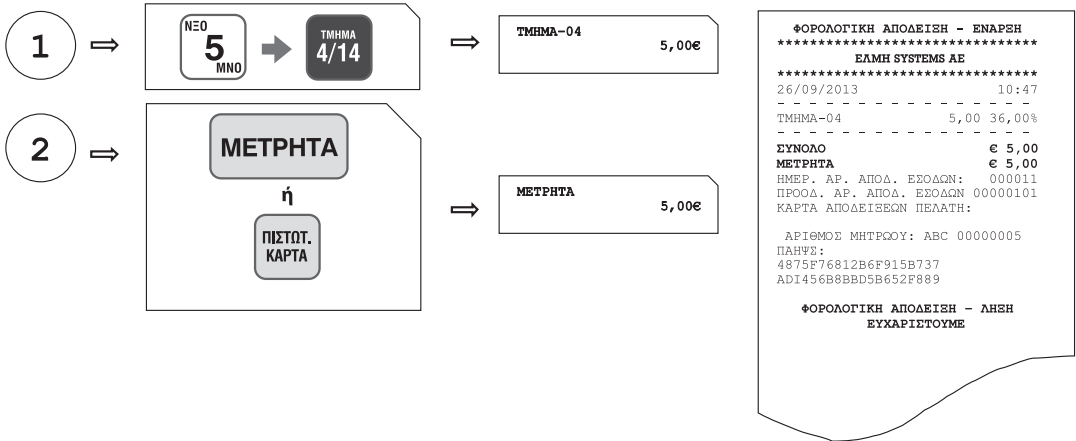 1
ΝΞΟ
5
MNO
ΤΜΗΜΑ
4/14
ΤΜΗΜΑ-04
5,00€
2
ΜΕΤΡΗΤΑ
ή
ΠΙΣΤΩΤ.
ΚΑΡΤΑ
ΜΕΤΡΗΤΑ
5,00€
ΦΟΡΟΛΟΓΙΚΗ ΑΠΟΔΕΙΞΗ - ΕΝΑΡΞΗ
********************************
ΕΛΜΗ SYSTEMS AE
********************************
26/09/2013 10:47
- - - - - - - - - - - - - - - -
ΤΜΗΜΑ-04 5,00 36,00%
- - - - - - - - - - - - - - - -
ΣΥΝΟΛΟ € 5,00
ΜΕΤΡΗΤΑ € 5,00
ΗΜΕΡ. ΑΡ. ΑΠΟΔ. ΕΣΟΔΩΝ: 000011
ΠΡΟΟΔ. ΑΡ. ΑΠΟΔ. ΕΣΟΔΩΝ 00000101
ΚΑΡΤΑ ΑΠΟΔΕΙΞΕΩΝ ΠΕΛΑΤΗ:
ΑΡΙΘΜΟΣ ΜΗΤΡΩΟΥ: ABC 00000005
ΠΑΗΨΣ:
4875F76812B6F915B737
ADI456B8BBD5B652F889
ΦΟΡΟΛΟΓΙΚΗ ΑΠΟΔΕΙΞΗ - ΛΗΞΗ
ΕΥΧΑΡΙΣΤΟΥΜΕ